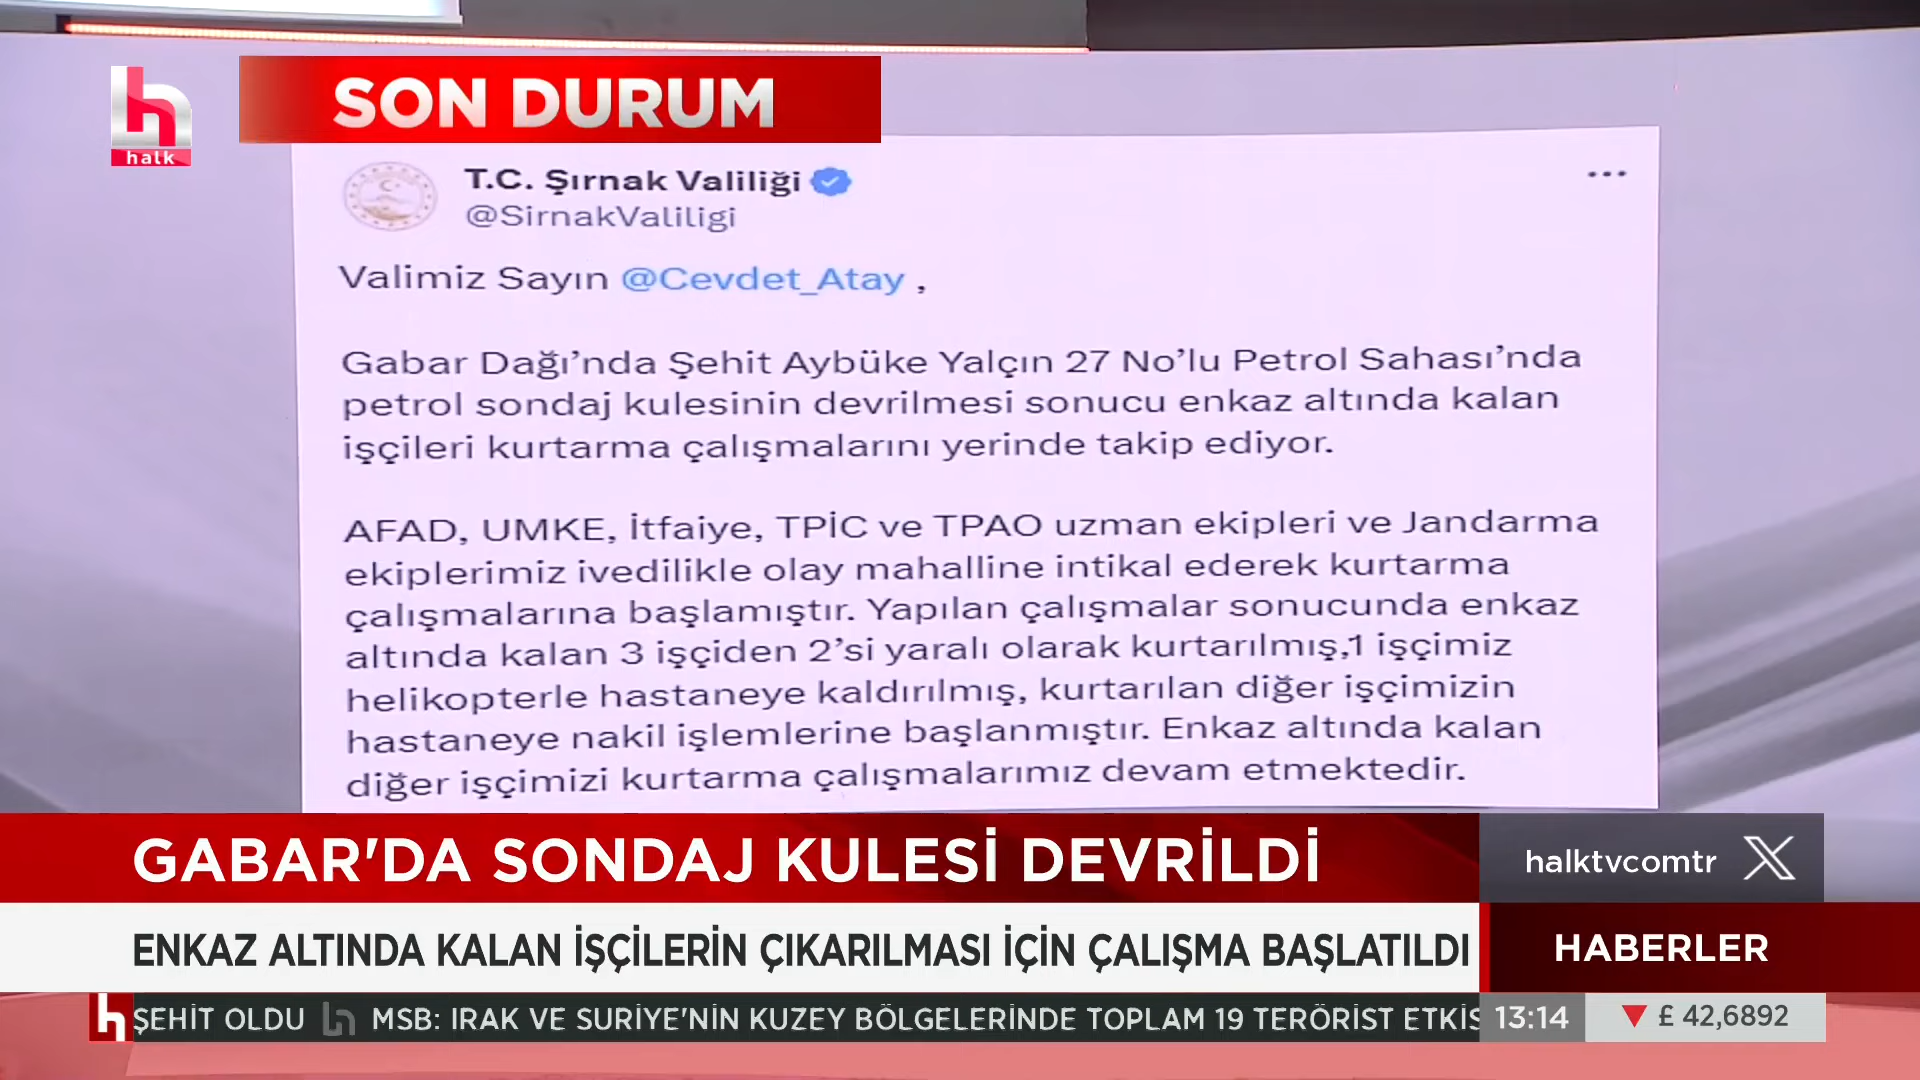 SON DURUM
halk
T.C. Şırnak Valiliği
@SirnakValiligi
Valimiz Sayın @Cevdet_Atay ,
Gabar Dağı’nda Şehit Aybüke Yalçın 27 No’lu Petrol Sahası’nda
petrol sondaj kulesinin devrilmesi sonucu enkaz altında kalan
işçileri kurtarma çalışmalarını yerinde takip ediyor.
AFAD, UMKE, İtfaiye, TPİC ve TPAO uzman ekipleri ve Jandarma
ekiplerimiz ivedilikle olay mahalline intikal ederek kurtarma
çalışmalarına başlamıştır. Yapılan çalışmalar sonucunda enkaz
altında kalan 3 işçiden 2’si yaralı olarak kurtarılmış,1 işçimiz
helikopterle hastaneye kaldırılmış, kurtarılan diğer işçimizin
hastaneye nakil işlemlerine başlanmıştır. Enkaz altında kalan
diğer işçimizi kurtarma çalışmalarımız devam etmektedir.
GABAR'DA SONDAJ KULESİ DEVRİLDİ
halktvcomtr X
ENKAZ ALTINDA KALAN İŞÇİLERİN ÇIKARILMASI İÇİN ÇALIŞMA BAŞLATILDI
HABERLER
ŞEHİT OLDU MSB: IRAK VE SURİYE'NİN KUZEY BÖLGELERİNDE TOPLAM 19 TERÖRİST ETKİS
13:14
£ 42,6892